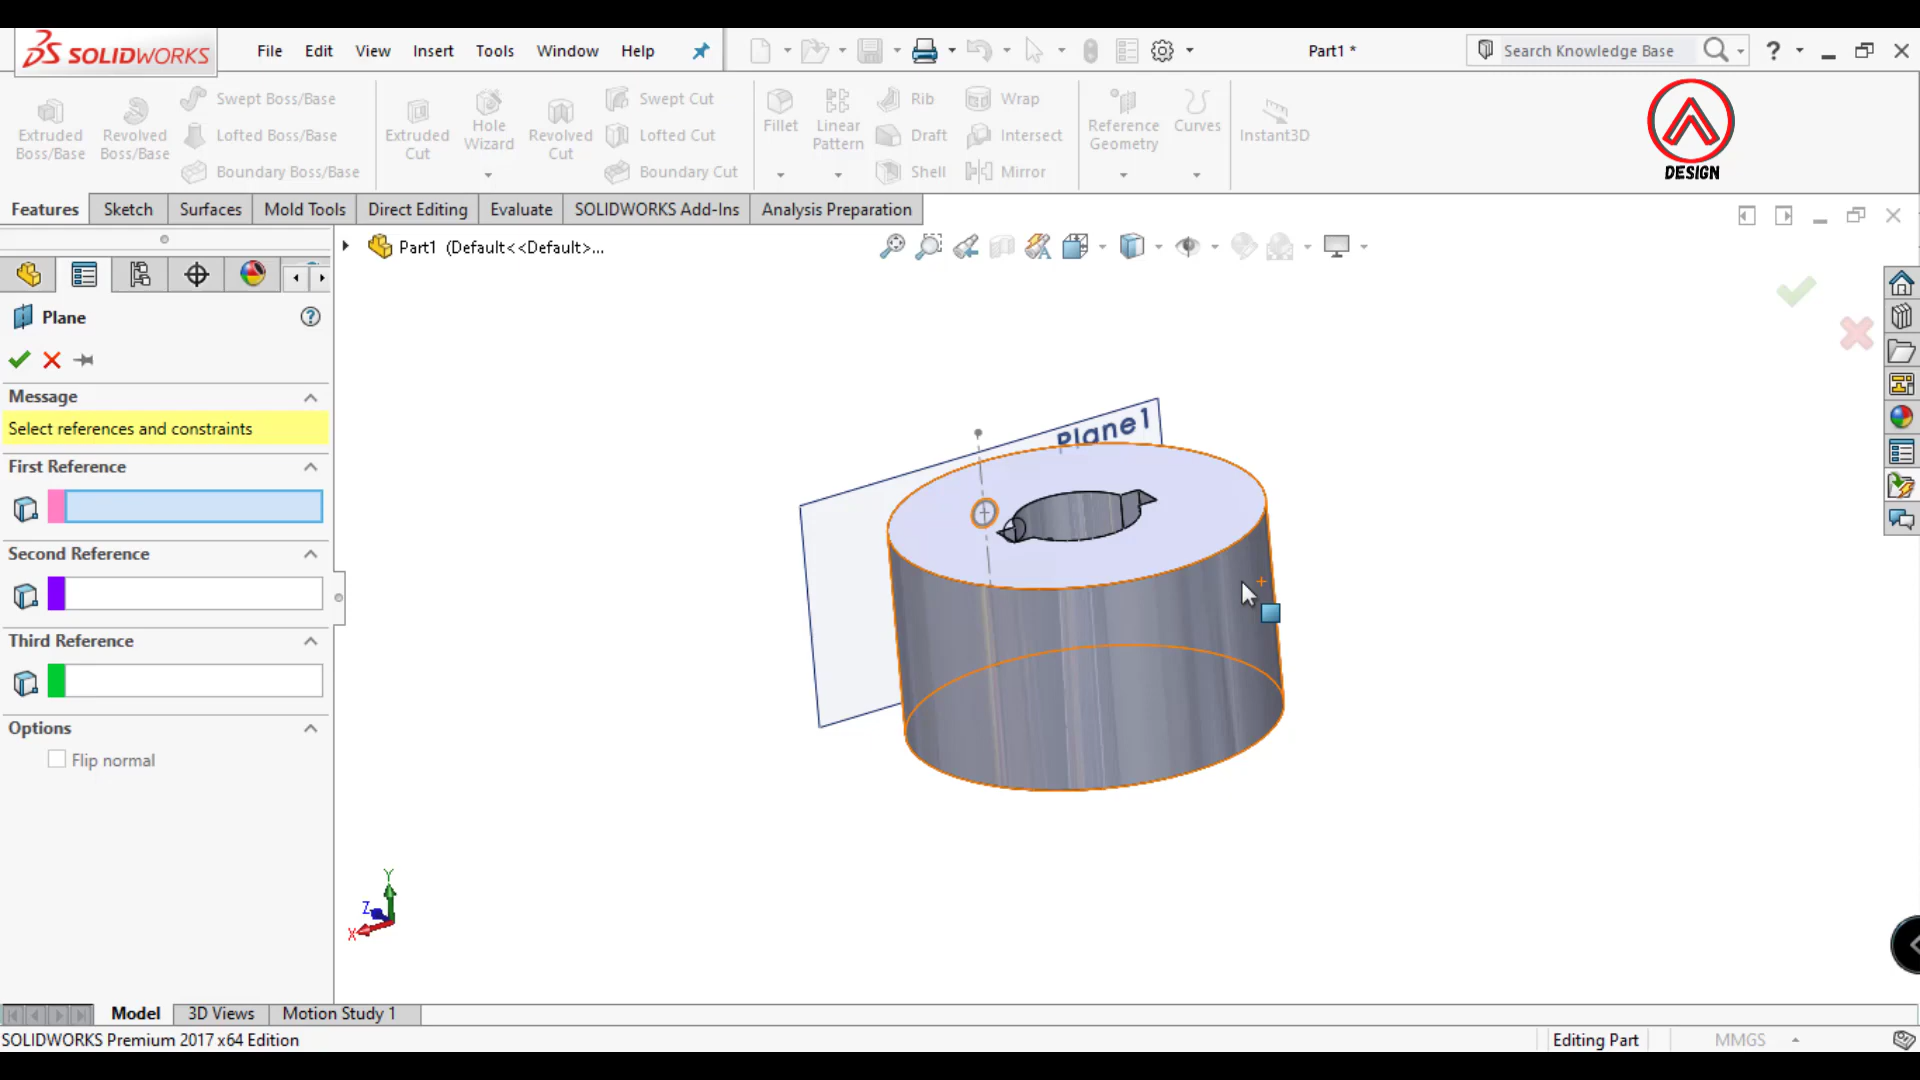 SOLIDWORKS File Edit View Insert Tools Window Help Part1 * Search Knowledge Base ?
Extruded Boss/Base
Revolved Boss/Base
Swept Boss/Base
Lofted Boss/Base
Boundary Boss/Base
Extruded Cut
Hole Wizard
Revolved Cut
Swept Cut
Lofted Cut
Boundary Cut
Fillet
Linear Pattern
Rib
Draft
Shell
Wrap
Intersect
Mirror
Reference Geometry
Curves
Instant3D
DESIGN
Features Sketch Surfaces Mold Tools Direct Editing Evaluate SOLIDWORKS Add-Ins Analysis Preparation
Part1 (Default<<Default>...
Plane
Message
Select references and constraints
First Reference
Second Reference
Third Reference
Options
Flip normal
Plane1
Y
Z
X
Model 3D Views Motion Study 1
SOLIDWORKS Premium 2017 x64 Edition Editing Part MMGS